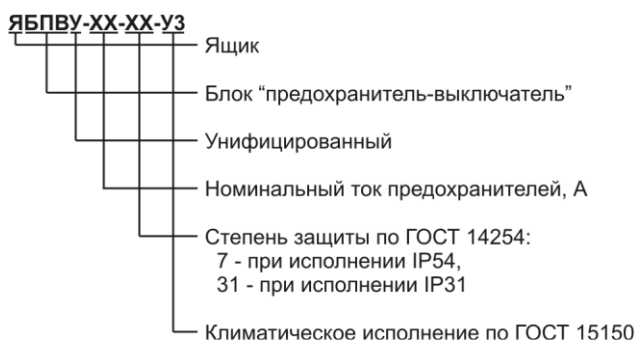 ЯБПВУ-ХХ-ХХ-У3
Ящик
Блок “предохранитель-выключатель”
Унифицированный
Номинальный ток предохранителей, А
Степень защиты по ГОСТ 14254:
7 - при исполнении IP54,
31 - при исполнении IP31
Климатическое исполнение по ГОСТ 15150